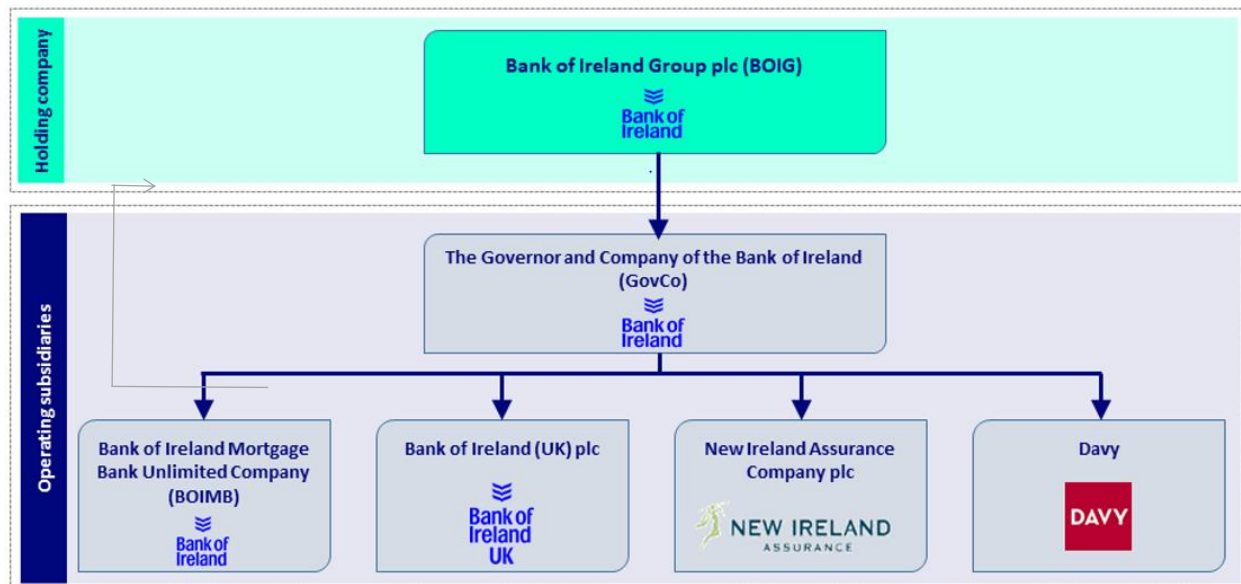 Holding company
Bank of Ireland Group plc (BOIG)
Bank of
Ireland
Operating subsidiaries
The Governor and Company of the Bank of Ireland
(GovCo)
Bank of
Ireland
Bank of Ireland Mortgage
Bank Unlimited Company
(BOIMB)
Bank of
Ireland
Bank of Ireland (UK) plc
Bank of
Ireland
UK
New Ireland Assurance
Company plc
NEW IRELAND
ASSURANCE
Davy
DAVY